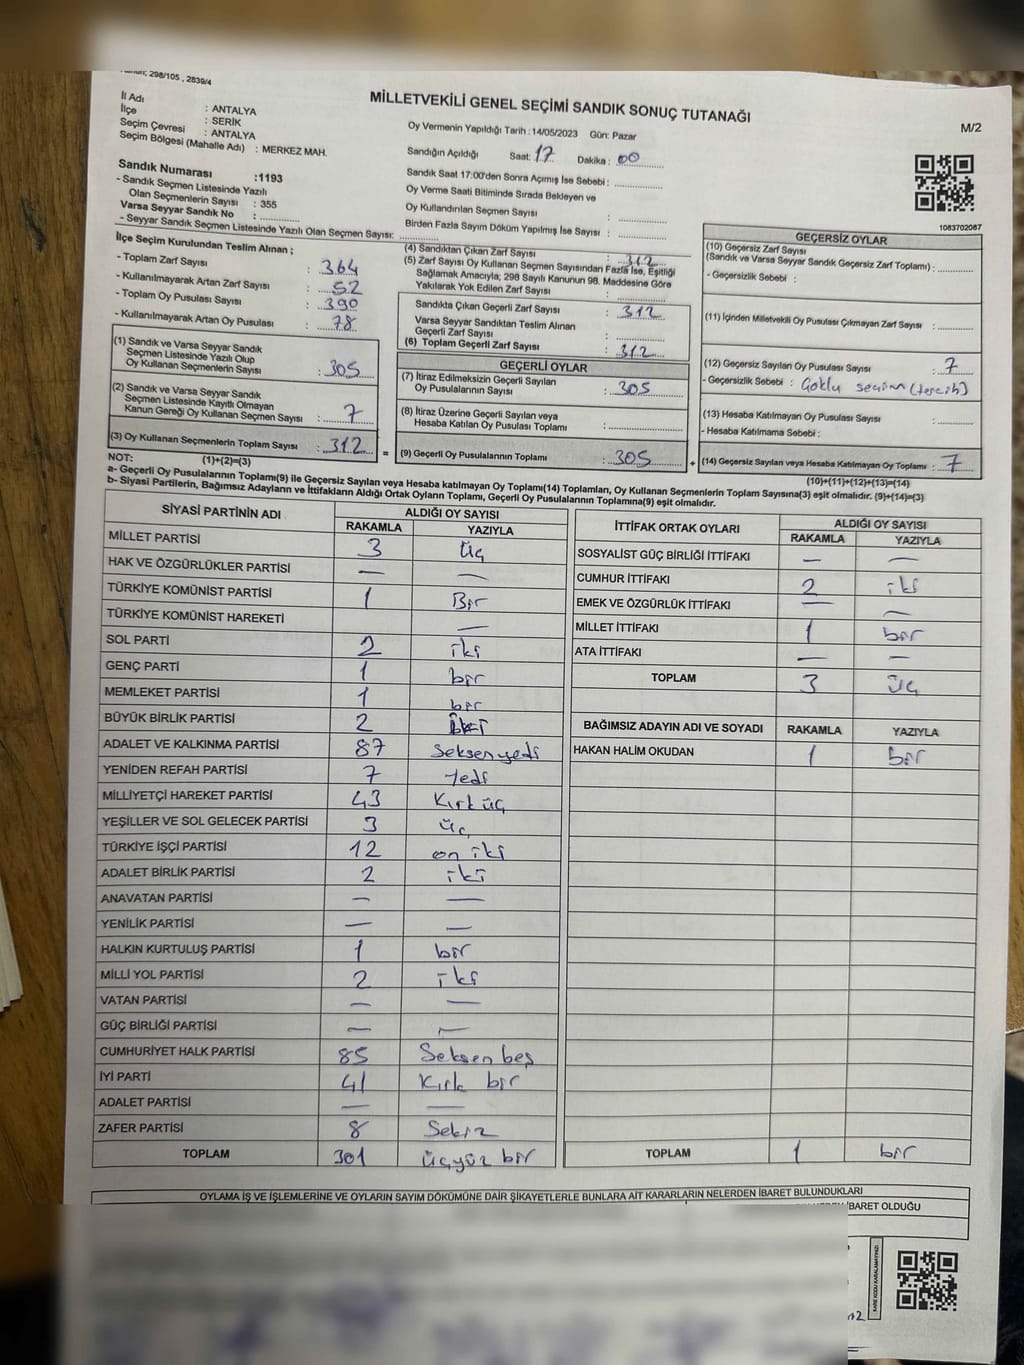 298/105 , 2839/4
MİLLETVEKİLİ GENEL SEÇİMİ SANDIK SONUÇ TUTANAĞI
M/2
İl Adı : ANTALYA
İlçe : SERİK
Seçim Çevresi : ANTALYA
Seçim Bölgesi (Mahalle Adı) : MERKEZ MAH.
Oy Vermenin Yapıldığı Tarih : 14/05/2023 Gün: Pazar
Sandığın Açıldığı Saat: 17 Dakika : 00
Sandık Saat 17:00'den Sonra Açımış İse Sebebi :
Oy Verme Saati Bitiminde Sırada Bekleyen ve
Oy Kullandırılan Seçmen Sayısı :
Birden Fazla Sayım Döküm Yapılmış İse Sayısı :
Sandık Numarası :1193
- Sandık Seçmen Listesinde Yazılı
Olan Seçmenlerin Sayısı : 355
Varsa Seyyar Sandık No :
- Seyyar Sandık Seçmen Listesinde Yazılı Olan Seçmen Sayısı:
1083702087
İlçe Seçim Kurulundan Teslim Alınan ;
- Toplam Zarf Sayısı : 364
- Kullanılmayarak Artan Zarf Sayısı : 52
- Toplam Oy Pusulası Sayısı : 390
- Kullanılmayarak Artan Oy Pusulası : 78
(1) Sandık ve Varsa Seyyar Sandık
Seçmen Listesinde Yazılı Olup
Oy Kullanan Seçmenlerin Sayısı : 305
(2) Sandık ve Varsa Seyyar Sandık
Seçmen Listesinde Kayıtlı Olmayan
Kanun Gereği Oy Kullanan Seçmen Sayısı : 7
(3) Oy Kullanan Seçmenlerin Toplam Sayısı : 312
(4) Sandıktan Çıkan Zarf Sayısı : 312
(5) Zarf Sayısı Oy Kullanan Seçmen Sayısından Fazla İse, Eşitliği
Sağlamak Amacıyla; 298 Sayılı Kanunun 98. Maddesine Göre
Yakılarak Yok Edilen Zarf Sayısı :
Sandıkta Çıkan Geçerli Zarf Sayısı : 312
Varsa Seyyar Sandıktan Teslim Alınan
Geçerli Zarf Sayısı :
(6) Toplam Geçerli Zarf Sayısı : 312
GEÇERLİ OYLAR
(7) İtiraz Edilmeksizin Geçerli Sayılan
Oy Pusulasının Sayısı : 305
(8) İtiraz Üzerine Geçerli Sayılan veya
Hesaba Katılan Oy Pusulası Toplamı :
= (9) Geçerli Oy Pusulalarının Toplamı : 305
GEÇERSİZ OYLAR
(10) Geçersiz Zarf Sayısı
(Sandık ve Varsa Seyyar Sandık Geçersiz Zarf Toplamı) :
- Geçersizlik Sebebi :
(11) İçinden Milletvekili Oy Pusulası Çıkmayan Zarf Sayısı :
(12) Geçersiz Sayılan Oy Pusulası Sayısı : 7
- Geçersizlik Sebebi : Çoklu seçim (tercih)
(13) Hesaba Katılmayan Oy Pusulası Sayısı :
- Hesaba Katılmama Sebebi :
+ (14) Geçersiz Sayılan veya Hesaba Katılmayan Oy Toplamı : 7
NOT: (1)+(2)=(3)
(10)+(11)+(12)+(13)=(14)
a- Geçerli Oy Pusulalarının Toplamı(9) ile Geçersiz Sayılan veya Hesaba katılmayan Oy Toplamı(14) Toplamları, Oy Kullanan Seçmenlerin Toplam Sayısına(3) eşit olmalıdır. (9)+(14)=(3)
b- Siyasi Partilerin, Bağımsız Adayların ve İttifakların Aldığı Ortak Oyların Toplamı, Geçerli Oy Pusulalarının Toplamına(9) eşit olmalıdır.
SİYASİ PARTİNİN ADI ALDIĞI OY SAYISI
RAKAMLA YAZIYLA
MİLLET PARTİSİ 3 üç
HAK VE ÖZGÜRLÜKLER PARTİSİ — —
TÜRKİYE KOMÜNİST PARTİSİ 1 Bir
TÜRKİYE KOMÜNİST HAREKETİ —
SOL PARTİ 2 iki
GENÇ PARTİ 1 bir
MEMLEKET PARTİSİ 1 bir
BÜYÜK BİRLİK PARTİSİ 2 iki
ADALET VE KALKINMA PARTİSİ 87 Seksenyedi
YENİDEN REFAH PARTİSİ 7 Yedi
MİLLİYETÇİ HAREKET PARTİSİ 43 Kırk üç
YEŞİLLER VE SOL GELECEK PARTİSİ 3 üç
TÜRKİYE İŞÇİ PARTİSİ 12 on iki
ADALET BİRLİK PARTİSİ 2 iki
ANAVATAN PARTİSİ — —
YENİLİK PARTİSİ — —
HALKIN KURTULUŞ PARTİSİ 1 bir
MİLLİ YOL PARTİSİ 2 iki
VATAN PARTİSİ — —
GÜÇ BİRLİĞİ PARTİSİ — —
CUMHURİYET HALK PARTİSİ 85 Seksen beş
İYİ PARTİ 41 Kırk bir
ADALET PARTİSİ — —
ZAFER PARTİSİ 8 Sekiz
TOPLAM 301 üçyüz bir
İTTİFAK ORTAK OYLARI ALDIĞI OY SAYISI
RAKAMLA YAZIYLA
SOSYALİST GÜÇ BİRLİĞİ İTTİFAKI — —
CUMHUR İTTİFAKI 2 iki
EMEK VE ÖZGÜRLÜK İTTİFAKI — —
MİLLET İTTİFAKI 1 bir
ATA İTTİFAKI — —
TOPLAM 3 üç
BAĞIMSIZ ADAYIN ADI VE SOYADI RAKAMLA YAZIYLA
HAKAN HALİM OKUDAN 1 bir
TOPLAM 1 bir
OYLAMA İŞ VE İŞLEMLERİNE VE OYLARIN SAYIM DÖKÜMÜNE DAİR ŞİKAYETLERLE BUNLARA AİT KARARLARIN NELERDEN İBARET BULUNDUKLARI
İBARET OLDUĞU
KARE KODU KARALAMAYINIZ!